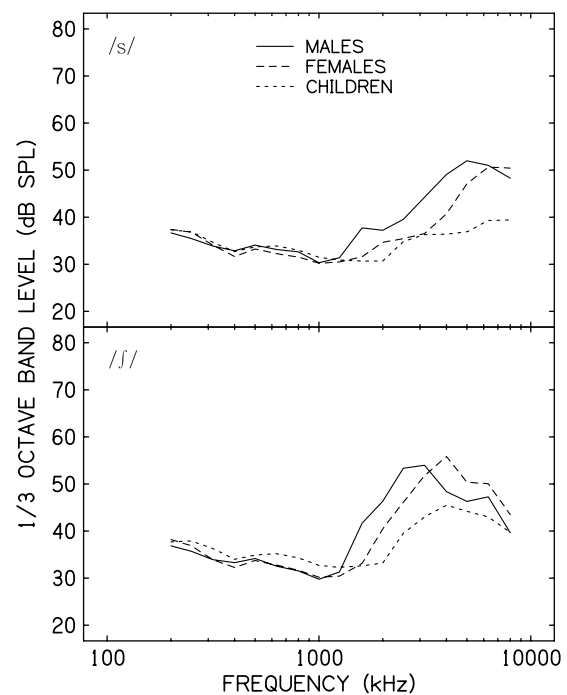 1/3 OCTAVE BAND LEVEL (dB SPL)
80
70
60
50
40
30
20
/s/
MALES
FEMALES
CHILDREN
80
70
60
50
40
30
20
/ʃ/
100
1000
10000
FREQUENCY (kHz)